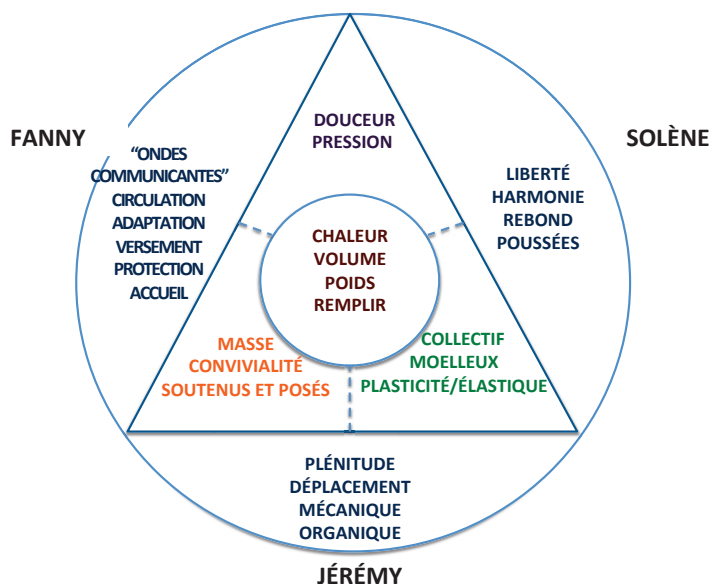 FANNY
SOLÈNE
DOUCEUR
PRESSION
“ONDES
COMMUNICANTES”
CIRCULATION
ADAPTATION
VERSEMENT
PROTECTION
ACCUEIL
LIBERTÉ
HARMONIE
REBOND
POUSSÉES
CHALEUR
VOLUME
POIDS
REMPLIR
MASSE
CONVIVIALITÉ
SOUTENUS ET POSÉS
COLLECTIF
MOELLEUX
PLASTICITÉ/ÉLASTIQUE
PLÉNITUDE
DÉPLACEMENT
MÉCANIQUE
ORGANIQUE
JÉRÉMY